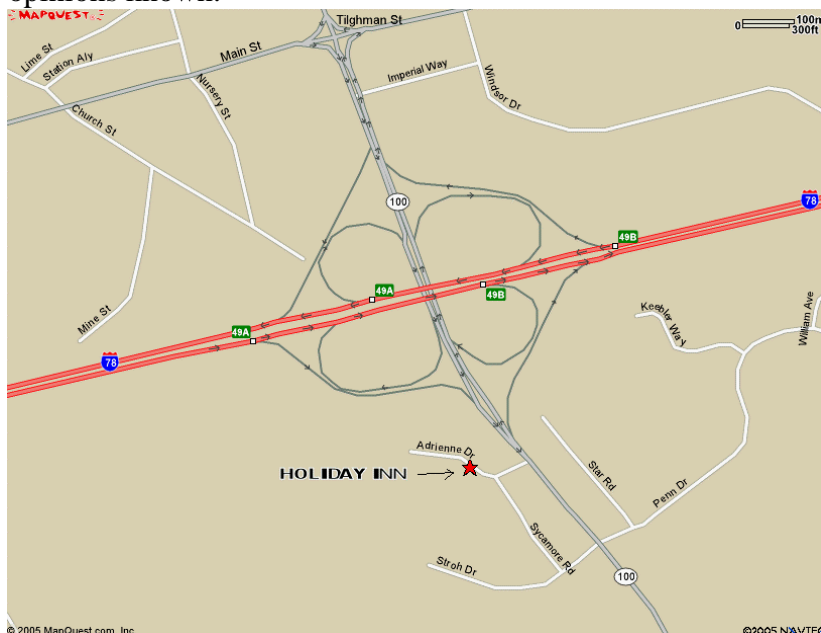 opinions known.
MAPQUEST
Tilghman St
100m
300ft
Lime St
Station Aly
Main St
Imperial Way
Windsor Dr
Nursery St
Church St
100
78
49B
49A
49B
Mine St
49A
Keebler Way
William Ave
78
Adrienne Dr
HOLIDAY INN
Star Rd
Penn Dr
Sycamore Rd
Stroh Dr
100
© 2005 MapQuest.com, Inc.
©2005 NAVTEQ